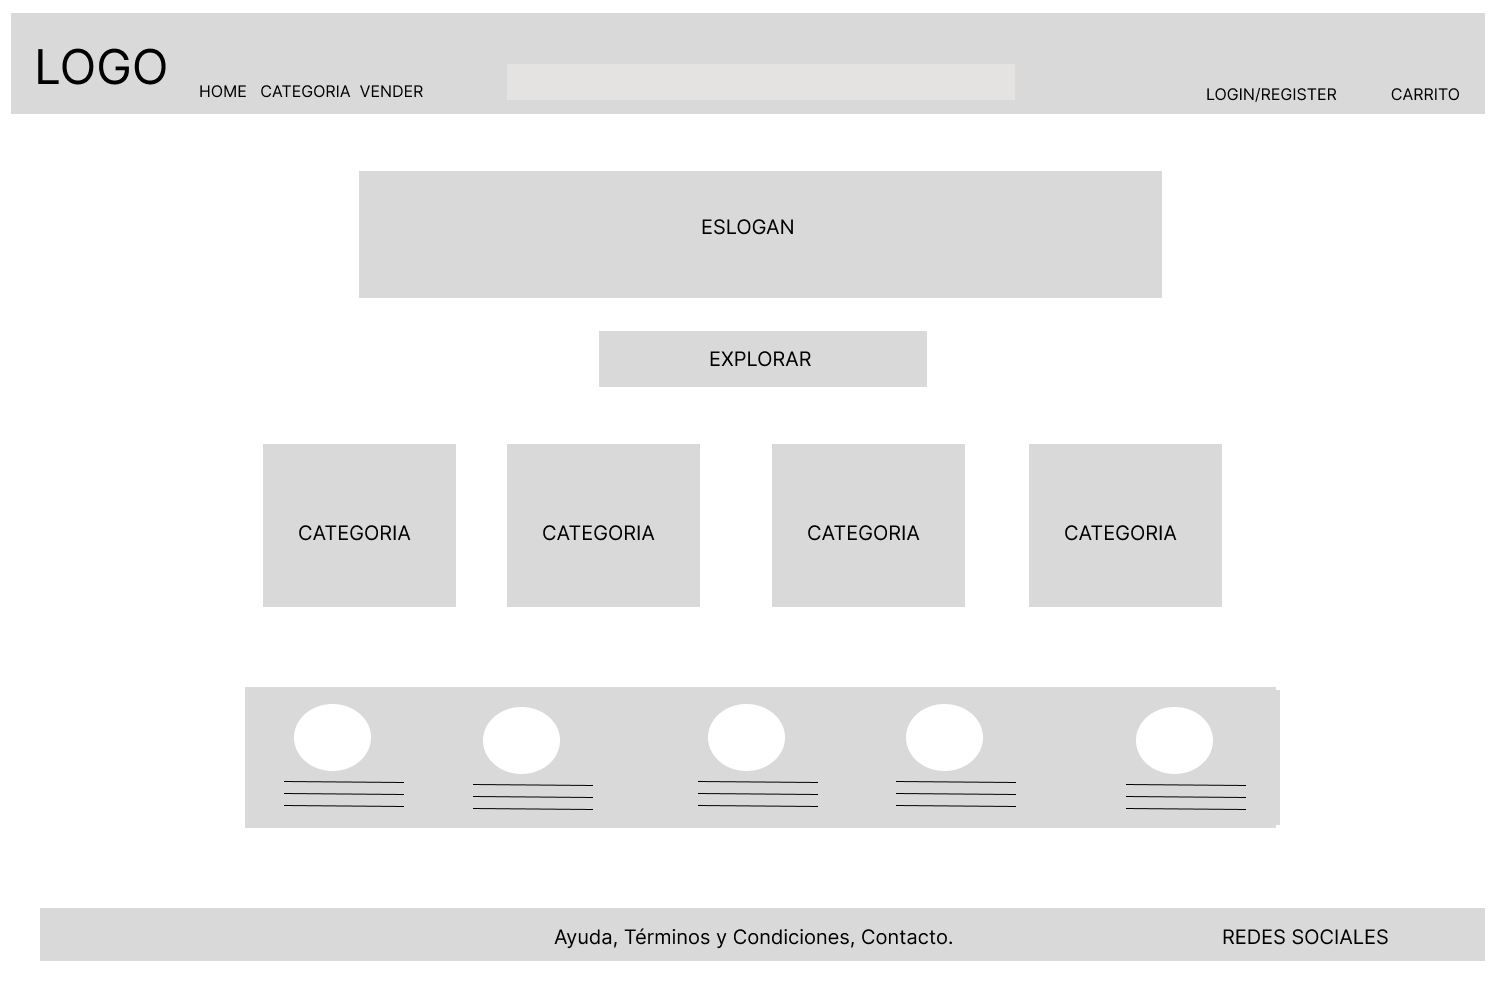 LOGO
HOME CATEGORIA VENDER
LOGIN/REGISTER CARRITO
ESLOGAN
EXPLORAR
CATEGORIA CATEGORIA CATEGORIA CATEGORIA
Ayuda, Términos y Condiciones, Contacto. REDES SOCIALES